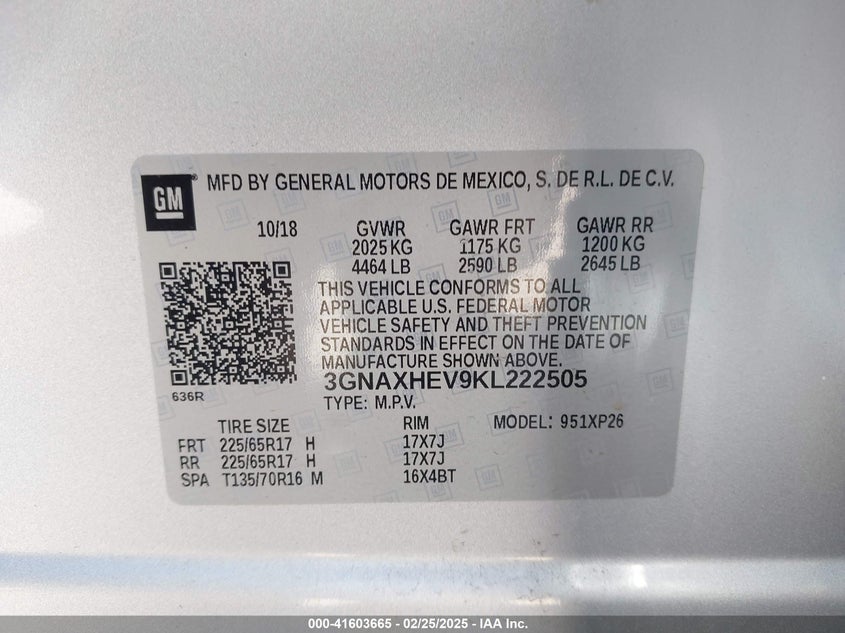 GM
MFD BY GENERAL MOTORS DE MEXICO, S. DE R.L. DE C.V.
10/18 GVWR GAWR FRT GAWR RR
2025 KG 1175 KG 1200 KG
4464 LB 2590 LB 2645 LB
THIS VEHICLE CONFORMS TO ALL
APPLICABLE U.S. FEDERAL MOTOR
VEHICLE SAFETY AND THEFT PREVENTION
STANDARDS IN EFFECT ON THE DATE OF
MANUFACTURE SHOWN ABOVE.
3GNAXHEV9KL222505
636R
TYPE: M.P.V.
TIRE SIZE RIM MODEL: 951XP26
FRT 225/65R17 H 17X7J
RR 225/65R17 H 17X7J
SPA T135/70R16 M 16X4BT
000-41603665 - 02/25/2025 - IAA Inc.